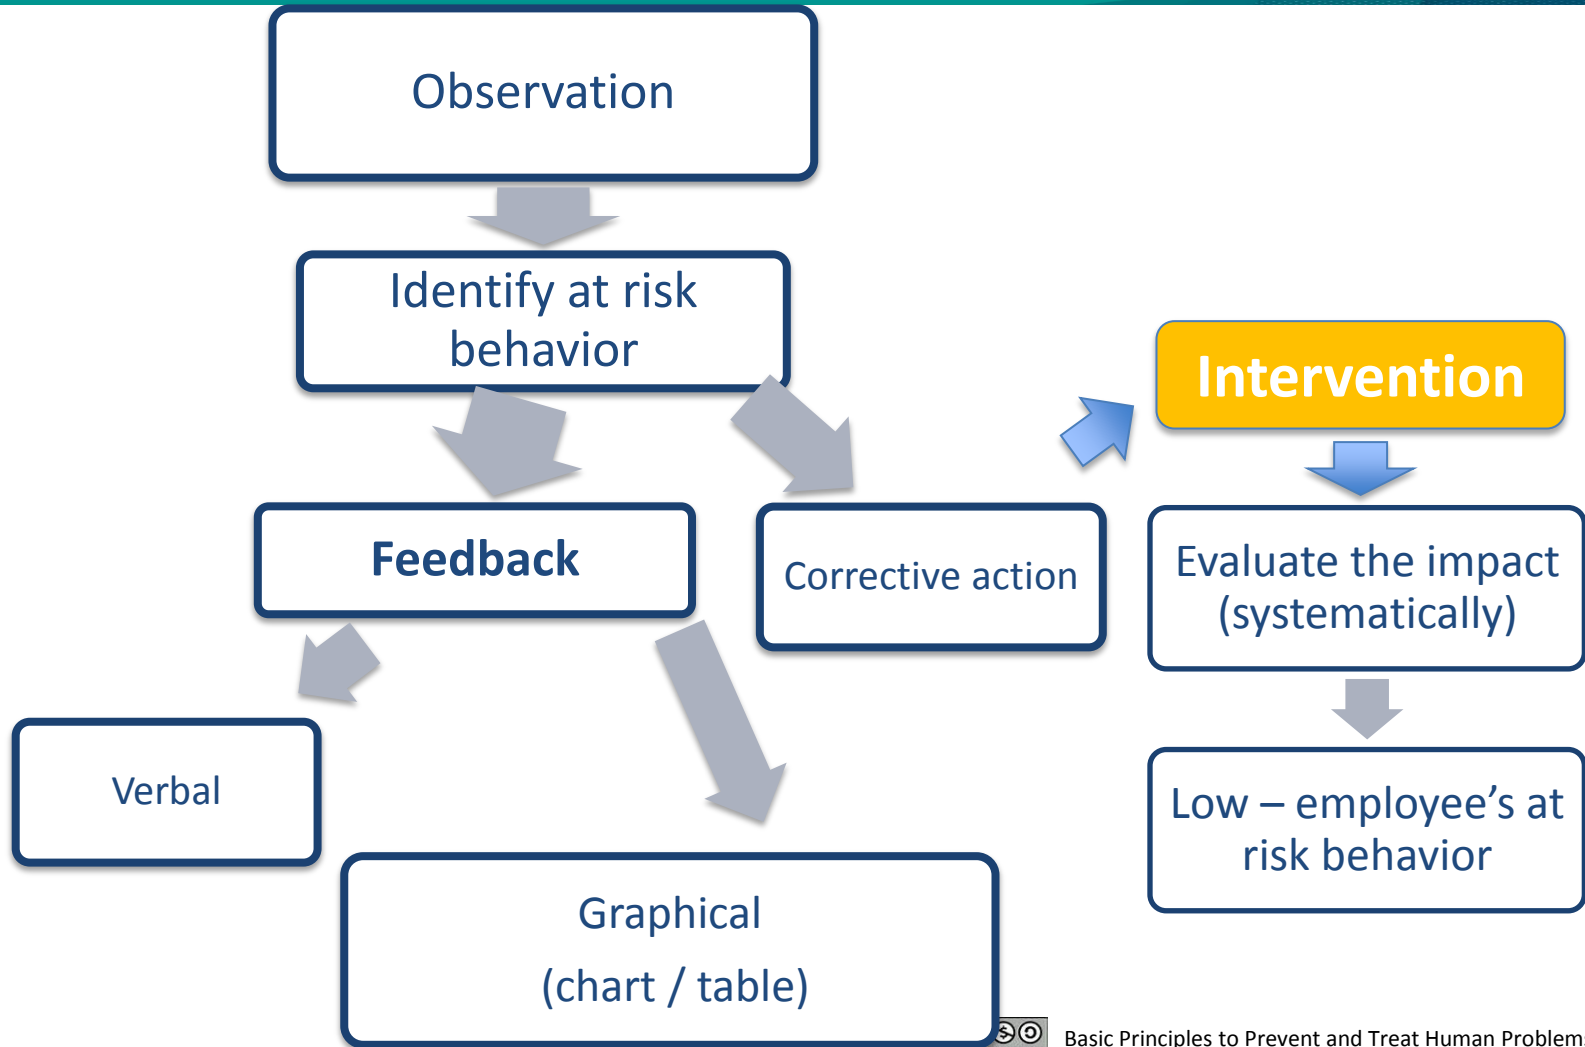 Observation
Identify at risk
behavior
Intervention
Feedback
Corrective action
Evaluate the impact
(systematically)
Verbal
Low – employee’s at
risk behavior
Graphical
(chart / table)
Basic Principles to Prevent and Treat Human Problems